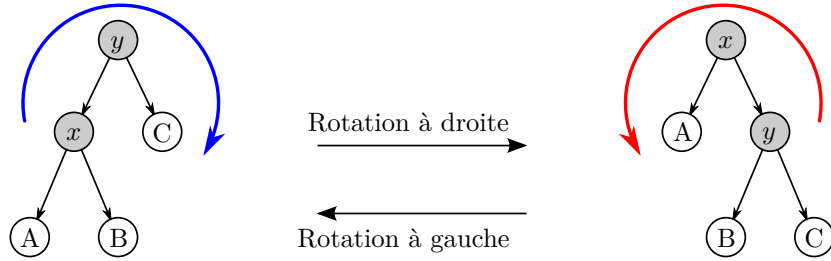 y
x
x
C
A
y
Rotation à droite
A
B
B
C
Rotation à gauche